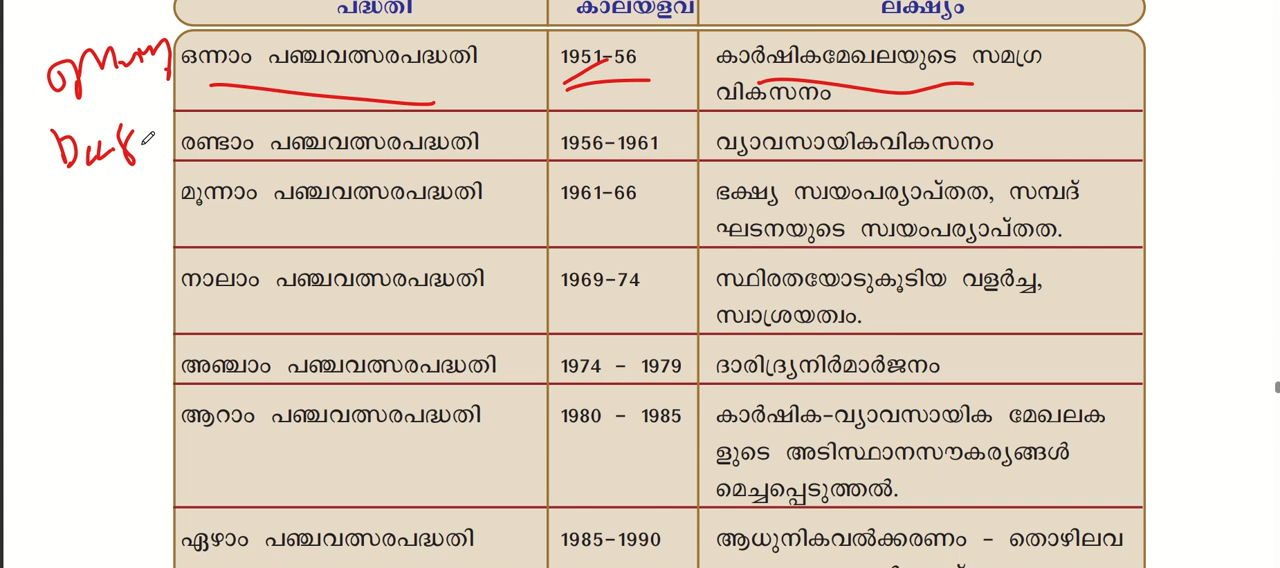 പദ്ധതി കാലയളവ് ലക്ഷ്യം
ഒന്നാം പഞ്ചവത്സരപദ്ധതി 1951-56 കാർഷികമേഖലയുടെ സമഗ്ര
വികസനം
രണ്ടാം പഞ്ചവത്സരപദ്ധതി 1956-1961 വ്യാവസായികവികസനം
മൂന്നാം പഞ്ചവത്സരപദ്ധതി 1961-66 ഭക്ഷ്യ സ്വയംപര്യാപ്തത, സമ്പദ്
ഘടനയുടെ സ്വയംപര്യാപ്തത.
നാലാം പഞ്ചവത്സരപദ്ധതി 1969-74 സ്ഥിരതയോടുകൂടിയ വളർച്ച,
സ്വാശ്രയത്വം.
അഞ്ചാം പഞ്ചവത്സരപദ്ധതി 1974 - 1979 ദാരിദ്ര്യനിർമാർജനം
ആറാം പഞ്ചവത്സരപദ്ധതി 1980 - 1985 കാർഷിക-വ്യാവസായിക മേഖലക
ളുടെ അടിസ്ഥാനസൗകര്യങ്ങൾ
മെച്ചപ്പെടുത്തൽ.
ഏഴാം പഞ്ചവത്സരപദ്ധതി 1985-1990 ആധുനികവൽക്കരണം - തൊഴിലവ